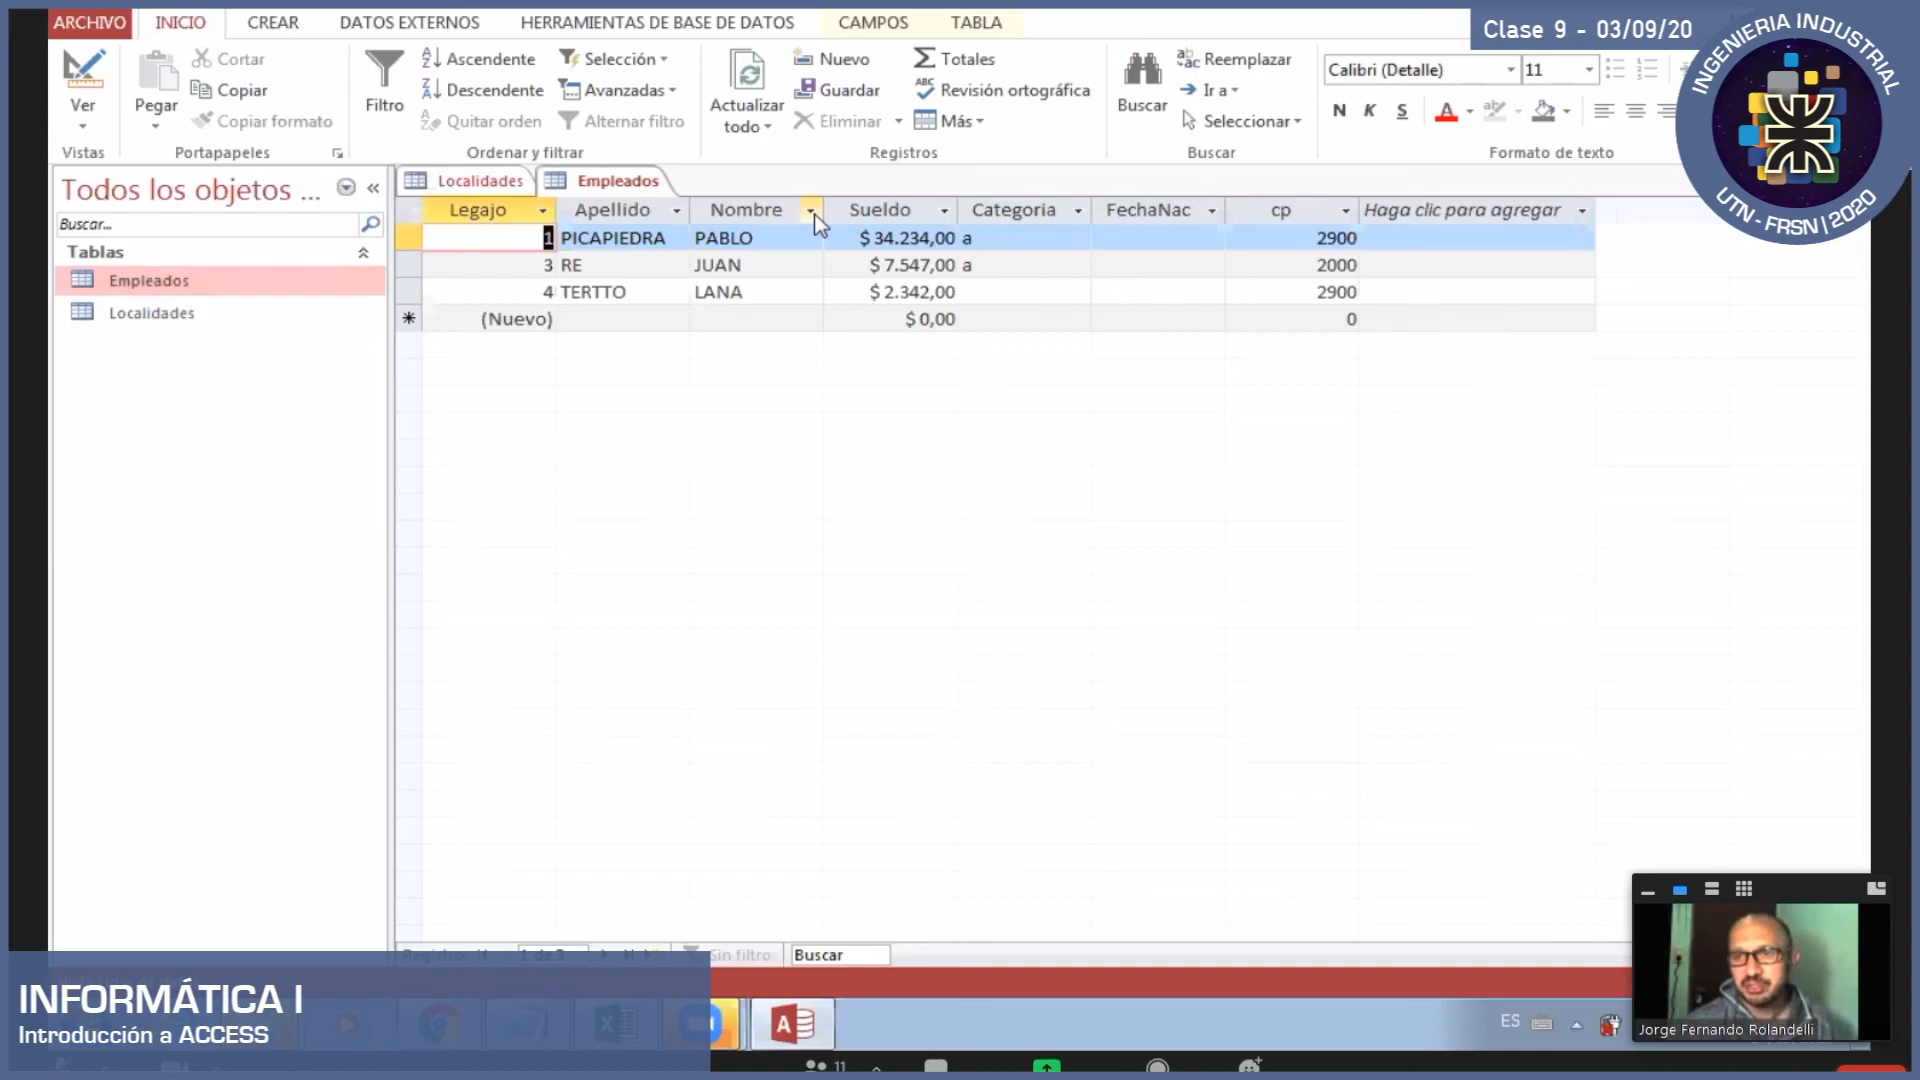 ARCHIVO INICIO CREAR DATOS EXTERNOS HERRAMIENTAS DE BASE DE DATOS CAMPOS TABLA
Clase 9 - 03/09/20
INGENIERIA INDUSTRIAL
UTN - FRSN | 2020
Ver
Vistas
Pegar
Cortar
Copiar
Copiar formato
Portapapeles
Filtro
Ascendente
Descendente
Quitar orden
Selección
Avanzadas
Alternar filtro
Ordenar y filtrar
Actualizar
todo
Nuevo
Guardar
Eliminar
Totales
Revisión ortográfica
Más
Registros
Buscar
Reemplazar
Ir a
Seleccionar
Buscar
Calibri (Detalle) 11
N K S A
Formato de texto
Todos los objetos ...
Buscar...
Tablas
Empleados
Localidades
Localidades Empleados
Legajo Apellido Nombre Sueldo Categoria FechaNac cp Haga clic para agregar
1 PICAPIEDRA PABLO $ 34.234,00 a 2900
3 RE JUAN $ 7.547,00 a 2000
4 TERTTO LANA $ 2.342,00 2900
* (Nuevo) $ 0,00 0
Registro: 1 de 3 Sin filtro Buscar
INFORMÁTICA I
Introducción a ACCESS
ES
Jorge Fernando Rolandelli
11